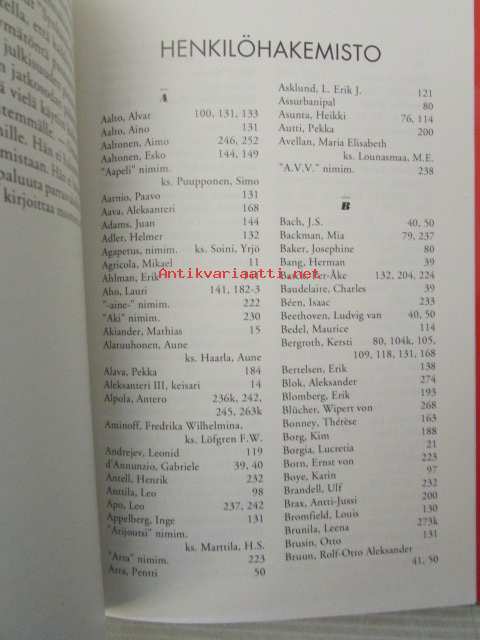 HENKILÖHAKEMISTO
A
Aalto, Alvar 100, 131, 133
Aalto, Aino 131
Aaltonen, Aimo 246, 252
Aaltonen, Esko 144, 149
"Aapeli" nimim.
ks. Puupponen, Simo
Aarnio, Paavo 131
Aava, Aleksanteri 168
Adams, Juan 144
Adler, Helmer 132
Agapetus, nimim. ks. Soini, Yrjö
Agricola, Mikael 11
Ahlman, Erik
Aho, Lauri 141, 182-3
"-aine-" nimim. 222
"Aki" nimim. 230
Akiander, Mathias 15
Alaruuhonen, Aune
ks. Haarla, Aune
Alava, Pekka 184
Aleksanteri III, keisari 14
Alpola, Antero 236k, 242,
245, 263k
Aminoff, Fredrika Wilhelmina,
ks. Löfgren F.W.
Andrejev, Leonid 119
d'Annunzio, Gabriele 39, 40
Antell, Henrik 232
Anttila, Leo 98
Apo, Leo 237, 242
Appelberg, Inge 131
nimim.
ks. Marttila, H.S.
"Arra" nimim. 223
Arra, Pentti 50
Asklund, L. Erik J. 121
Assurbanipal 80
Asunta, Heikki 76, 114
Autti, Pekka 200
Avellan, Maria Elisabeth
ks. Lounasmaa, M.E.
"A.V.V." nimim. 238
B
Bach, J.S. 40, 50
Backman, Mia 79, 237
Baker, Josephine 80
Bang, Herman 39
Per-Åke 132, 204, 224
Baudelaire, Charles 39
Béen, Isaac 233
Beethoven, Ludvig van 40, 50
Bedel, Maurice 114
Bergroth, Kersti 80, 104k, 105,
109, 118, 131, 168
Bertelsen, Erik 138
Blok, Aleksander 274
Blomberg, Erik 193
Blücher, Wipert von 268
Bonney, Thérèse 163
Borg, Kim 188
Borgia, Lucretia 21
Born, Ernst von 223
Boye, Karin 97
Brandell, Ulf 232
Brax, Antti-Jussi 200
Bromfield, Louis 130
Brunila, Leena 273k
Brusin, Otto 131
Bruun, Rolf-Otto Aleksander
41, 50
Antikvariaatti.net